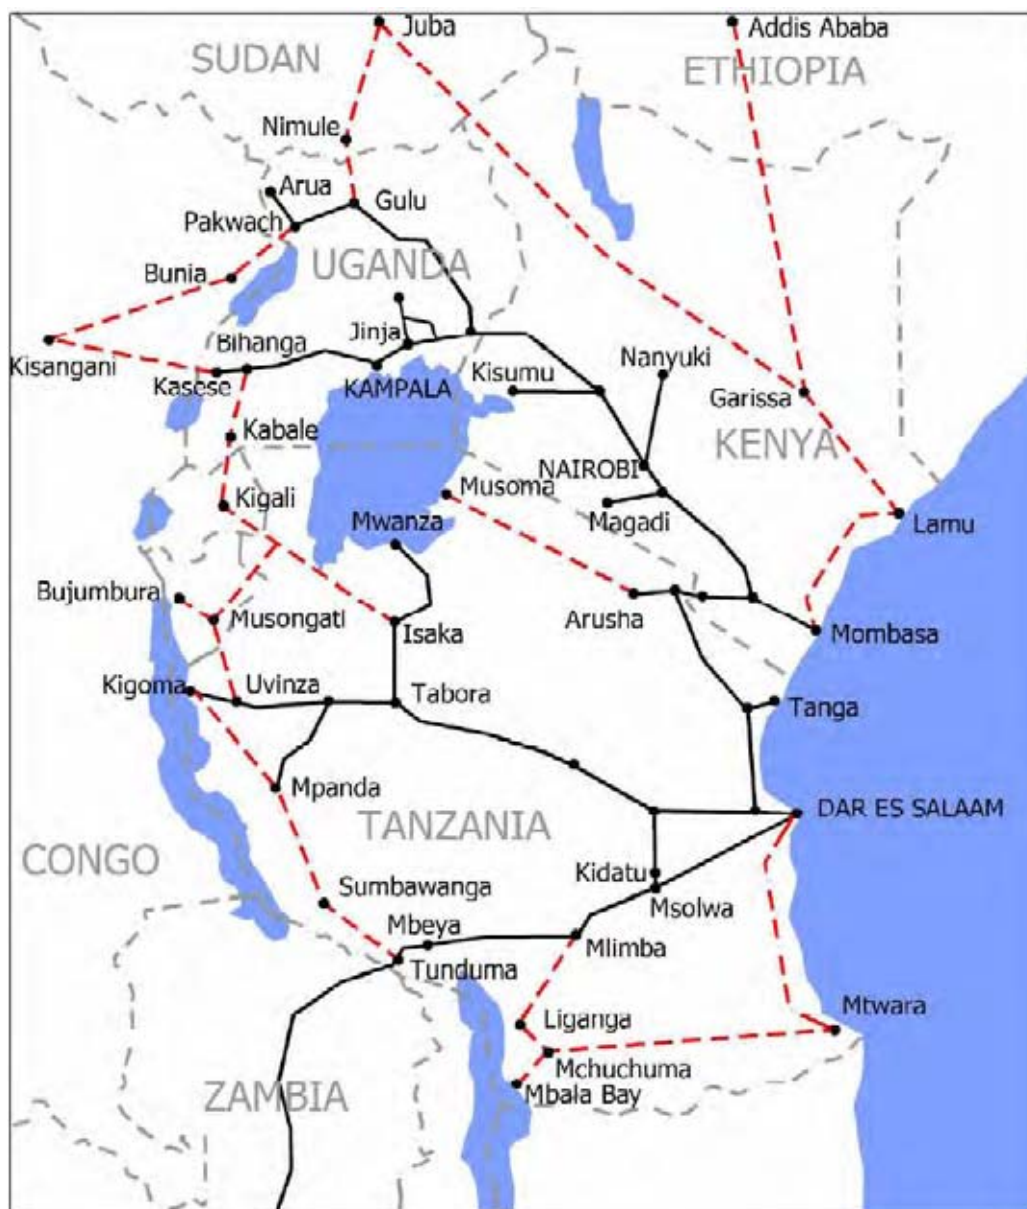 Juba
Addis Ababa
SUDAN
ETHIOPIA
Nimule
Arua
Gulu
Pakwach
UGANDA
Bunia
Jinja
Bihanga
Nanyuki
Kisangani
Kasese
KAMPALA
Kisumu
Garissa
Kabale
KENYA
NAIROBI
Musoma
Kigali
Magadi
Lamu
Mwanza
Bujumbura
Arusha
Musongati
Isaka
Mombasa
Kigoma
Uvinza
Tabora
Tanga
Mpanda
DAR ES SALAAM
TANZANIA
CONGO
Kidatu
Sumbawanga
Msolwa
Mbeya
Mlimba
Tunduma
Mtwara
Liganga
Mchuchuma
Mbala Bay
ZAMBIA